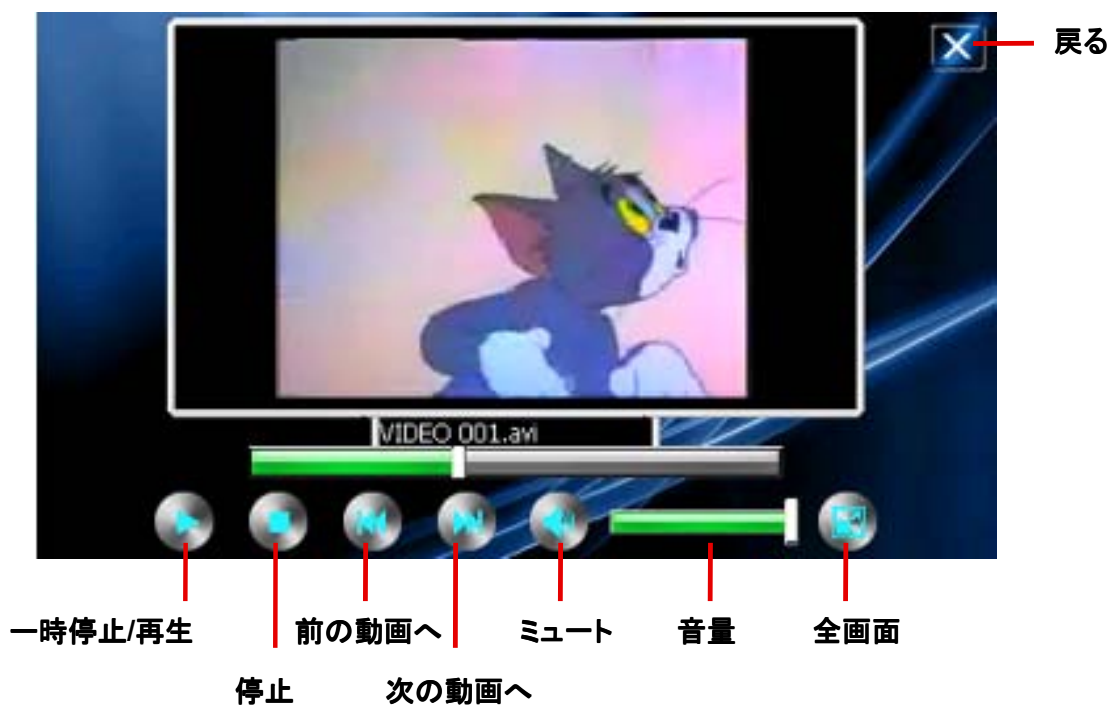 戻る
VIDEO 001.avi
一時停止/再生
前の動画へ
ミュート
音量
全画面
停止
次の動画へ